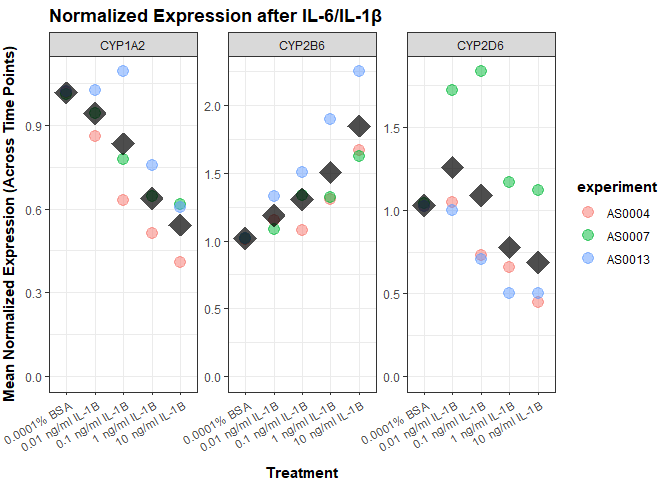 Normalized Expression after IL-6/IL-1β
CYP1A2
CYP2B6
CYP2D6
Mean Normalized Expression (Across Time Points)
0.9
0.6
0.3
0.0
2.0
1.5
1.0
0.5
0.0
1.5
1.0
0.5
0.0
0.0001% BSA
0.01 ng/ml IL-1B
0.1 ng/ml IL-1B
1 ng/ml IL-1B
10 ng/ml IL-1B
0.0001% BSA
0.01 ng/ml IL-1B
0.1 ng/ml IL-1B
1 ng/ml IL-1B
10 ng/ml IL-1B
0.0001% BSA
0.01 ng/ml IL-1B
0.1 ng/ml IL-1B
1 ng/ml IL-1B
10 ng/ml IL-1B
Treatment
experiment
AS0004
AS0007
AS0013